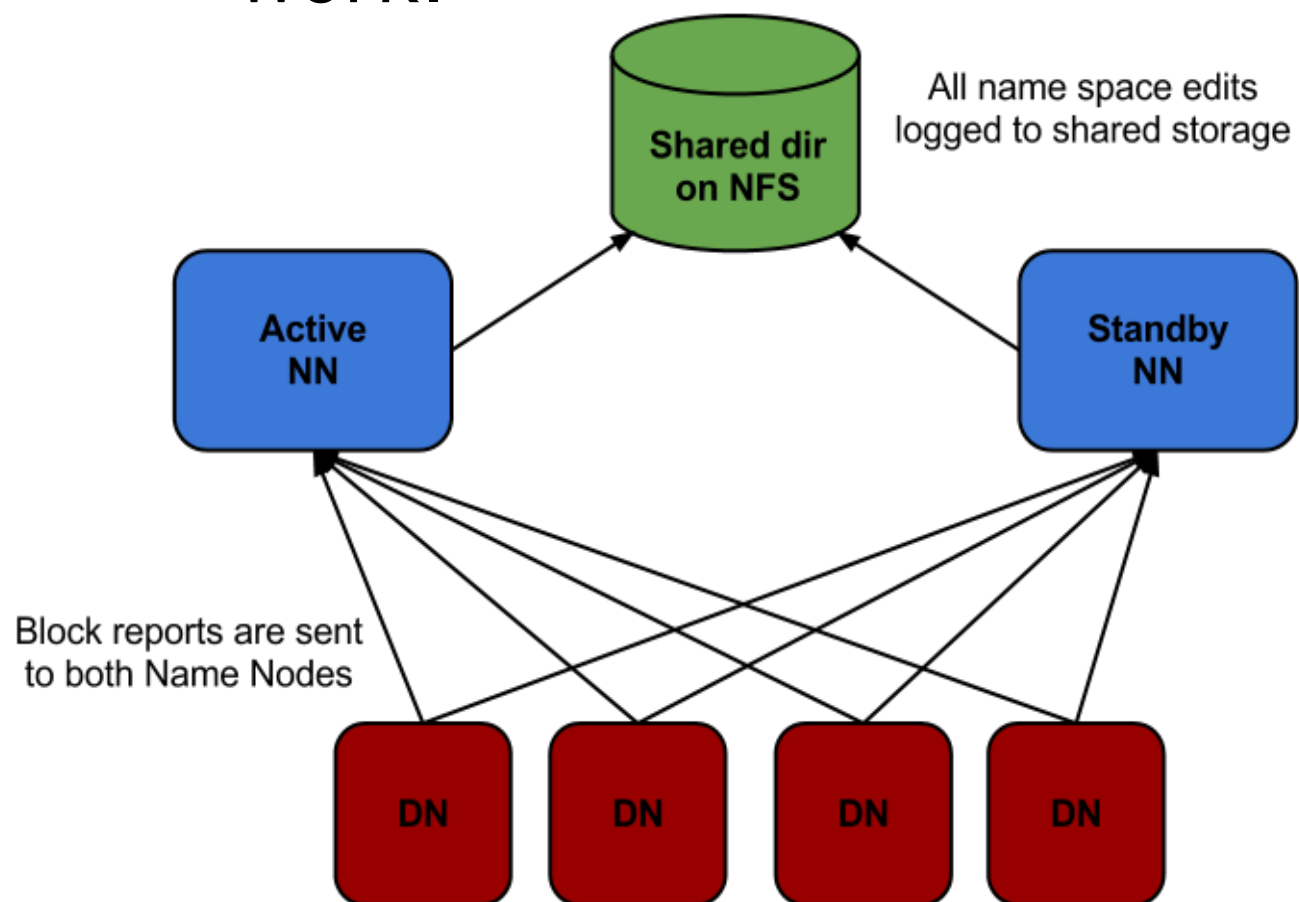 All name space edits
logged to shared storage
Shared dir
on NFS
Active
NN
Standby
NN
Block reports are sent
to both Name Nodes
DN
DN
DN
DN